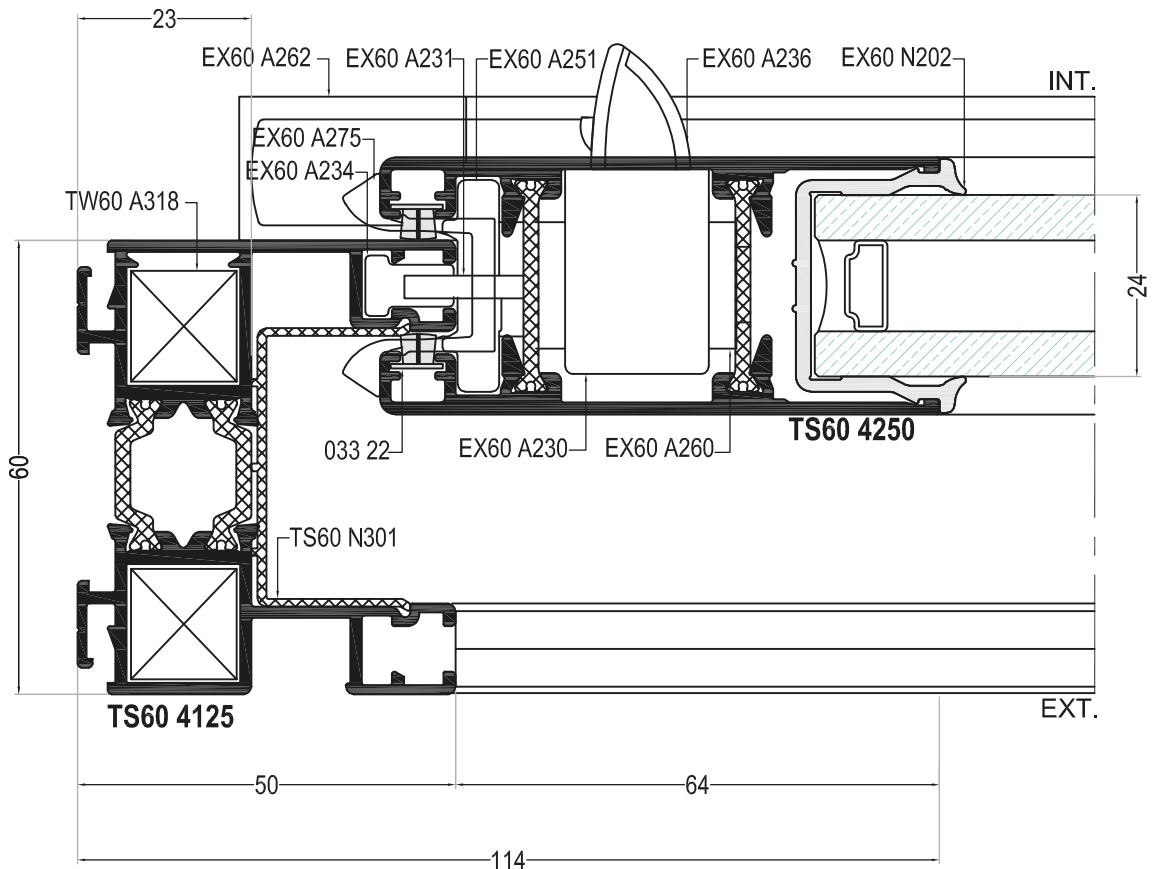 23
EX60 A262
EX60 A231
EX60 A251
EX60 A236
EX60 N202
INT.
EX60 A275
EX60 A234
TW60 A318
24
60
033 22
EX60 A230
EX60 A260
TS60 4250
TS60 N301
TS60 4125
EXT.
50
64
114